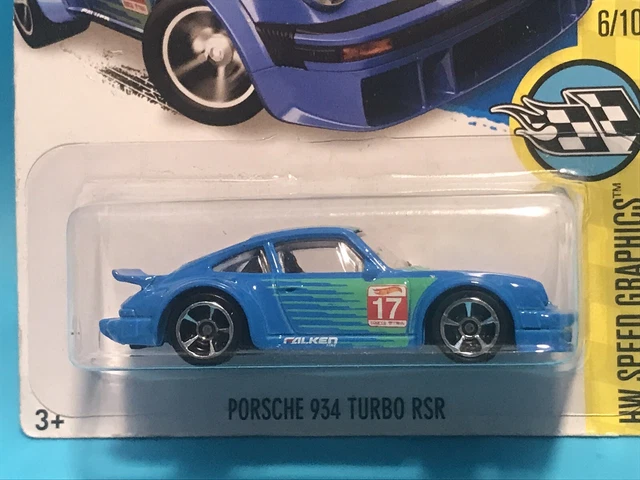 6/10
HW SPEED GRAPHICS™
17
FALKEN
PORSCHE 934 TURBO RSR
3+